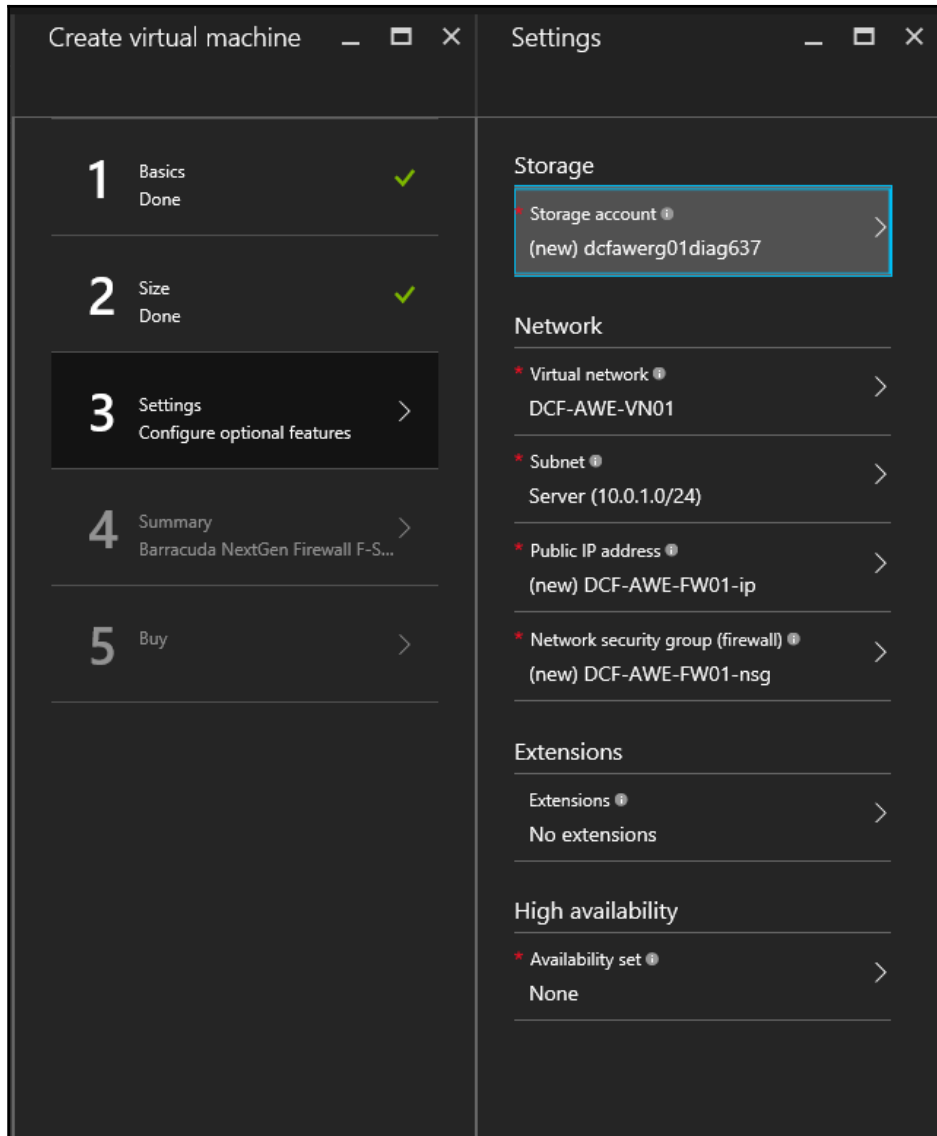 Create virtual machine
1
Basics
Done
2
Size
Done
3
Settings
Configure optional features
4
Summary
Barracuda NextGen Firewall F-S...
5
Buy
Settings
Storage
* Storage account
(new) dcfawerg01diag637
Network
* Virtual network
DCF-AWE-VN01
* Subnet
Server (10.0.1.0/24)
* Public IP address
(new) DCF-AWE-FW01-ip
* Network security group (firewall)
(new) DCF-AWE-FW01-nsg
Extensions
Extensions
No extensions
High availability
* Availability set
None